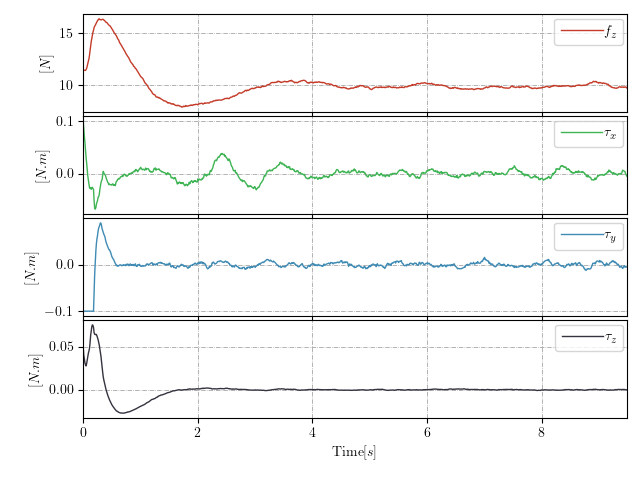 15
10
[N]
f_z
0.1
0.0
[N.m]
τ_x
0.0
−0.1
[N.m]
τ_y
0.05
0.00
[N.m]
τ_z
0 2 4 6 8
Time[s]